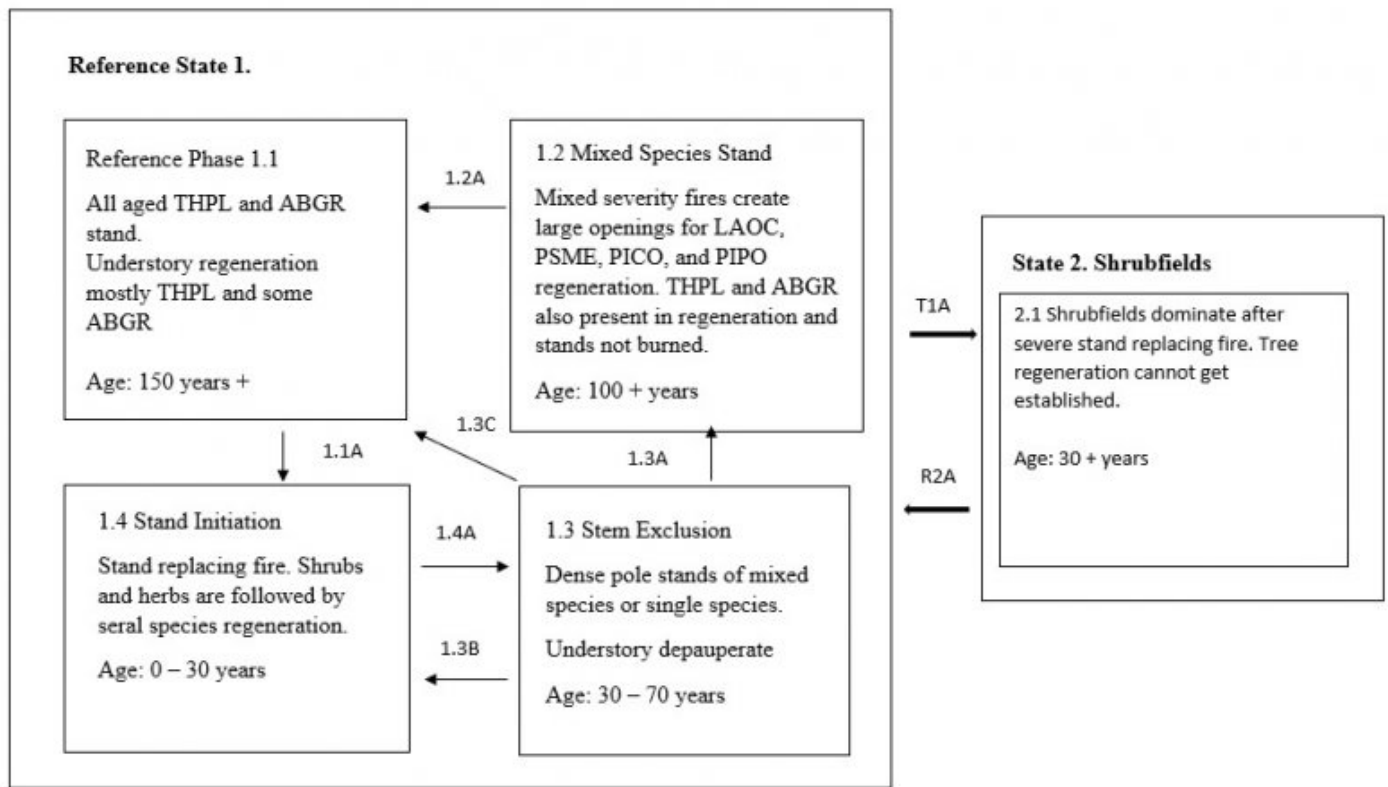 Reference State 1.
Reference Phase 1.1
All aged THPL and ABGR
stand.
Understory regeneration
mostly THPL and some
ABGR
Age: 150 years +
1.2A
1.2 Mixed Species Stand
Mixed severity fires create
large openings for LAOC,
PSME, PICO, and PIPO
regeneration. THPL and ABGR
also present in regeneration and
stands not burned.
Age: 100 + years
1.1A
1.3C
1.3A
1.4 Stand Initiation
Stand replacing fire. Shrubs
and herbs are followed by
seral species regeneration.
Age: 0 – 30 years
1.4A
1.3B
1.3 Stem Exclusion
Dense pole stands of mixed
species or single species.
Understory depauperate
Age: 30 – 70 years
T1A
R2A
State 2. Shrubfields
2.1 Shrubfields dominate after
severe stand replacing fire. Tree
regeneration cannot get
established.
Age: 30 + years